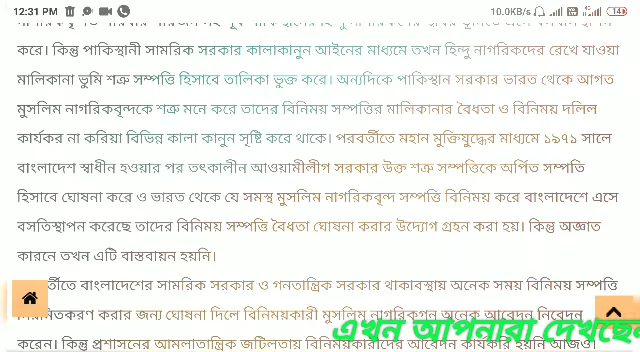 12:31 PM 10.0KB/s 14
করে। কিন্তু পাকিস্থানী সামরিক সরকার কালাকানুন আইনের মাধ্যমে তখন হিন্দু নাগরিকদের রেখে যাওয়া
মালিকানা ভুমি শত্রু সম্পত্তি হিসাবে তালিকা ভুক্ত করে। অন্যদিকে পাকিস্থান সরকার ভারত থেকে আগত
মুসলিম নাগরিকবৃন্দকে শত্রু মনে করে তাদের বিনিময় সম্পত্তির মালিকানার বৈধতা ও বিনিময় দলিল
কার্যকর না করিয়া বিভিন্ন কালা কানুন সৃষ্টি করে থাকে। পরবর্তীতে মহান মুক্তিযুদ্ধের মাধ্যমে ১৯৭১ সালে
বাংলাদেশ স্বাধীন হওয়ার পর তৎকালীন আওয়ামীলীগ সরকার উক্ত শত্রু সম্পত্তিকে অর্পিত সম্পতি
হিসাবে ঘোষনা করে ও ভারত থেকে যে সমস্থ মুসলিম নাগরিকবৃন্দ সম্পত্তি বিনিময় করে বাংলাদেশে এসে
বসতিস্থাপন করেছে তাদের বিনিময় সম্পত্তি বৈধতা ঘোষনা করার উদ্যোগ গ্রহন করা হয়। কিন্তু অজ্ঞাত
কারনে তখন এটি বাস্তবায়ন হয়নি।
র্তীতে বাংলাদেশের সামরিক সরকার ও গনতান্ত্রিক সরকার থাকাবস্থায় অনেক সময় বিনিময় সম্পত্তি
করার জন্য ঘোষনা দিলে বিনিময়কারী মুসলিম নাগরিকগন অনেক আবেদন নিবেদন
করেন। কিন্তু প্রশাসনের আমলাতান্ত্রিক জটিলতায় বিনিময়কারীদের আবেদন কার্যকার হয়নি আজও।
এখন আপনারা দেখছেন